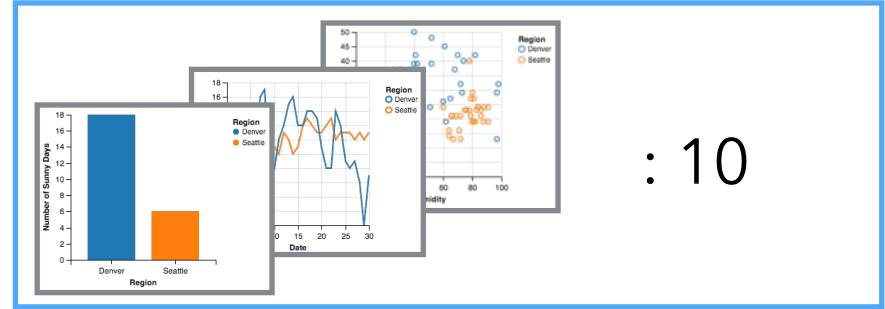 50
45
40
Region
Denver
Seattle
60 80 100
18
16
Region
Denver
Seattle
15 20 25 30
Date
18
16
14
12
10
8
6
4
2
0
Number of Sunny Days
Region
Denver
Seattle
Denver Seattle
Region
: 10